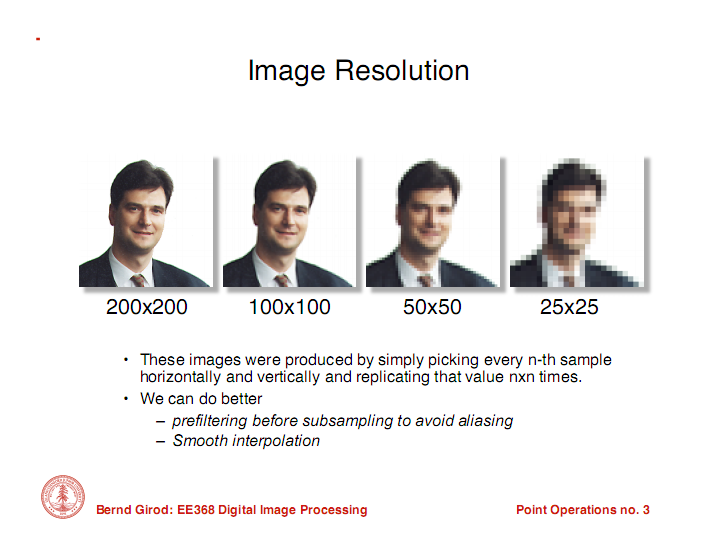 Image Resolution
200x200 100x100 50x50 25x25
• These images were produced by simply picking every n-th sample
horizontally and vertically and replicating that value nxn times.
• We can do better
– prefiltering before subsampling to avoid aliasing
– Smooth interpolation
Bernd Girod: EE368 Digital Image Processing Point Operations no. 3